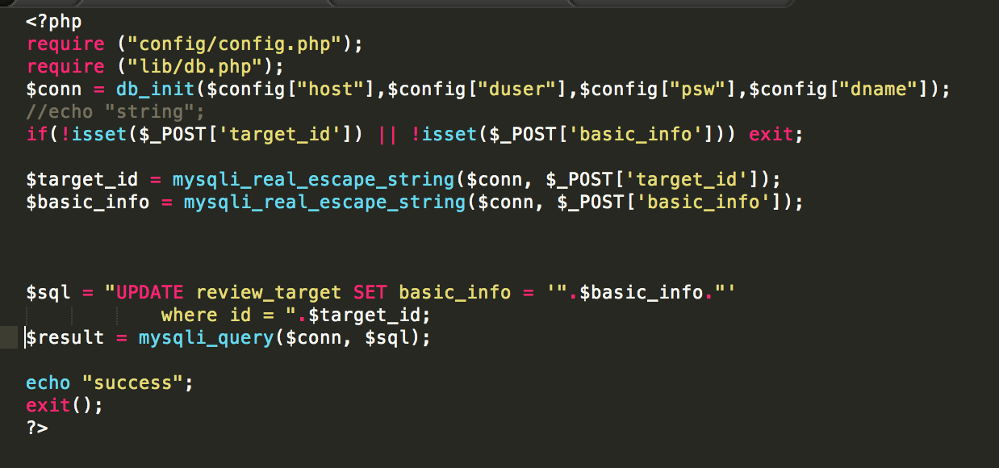 <?php
require ("config/config.php");
require ("lib/db.php");
$conn = db_init($config["host"],$config["duser"],$config["psw"],$config["dname"]);
//echo "string";
if(!isset($_POST['target_id']) || !isset($_POST['basic_info'])) exit;
$target_id = mysqli_real_escape_string($conn, $_POST['target_id']);
$basic_info = mysqli_real_escape_string($conn, $_POST['basic_info']);
$sql = "UPDATE review_target SET basic_info = '".$basic_info."'
where id = ".$target_id;
$result = mysqli_query($conn, $sql);
echo "success";
exit();
?>